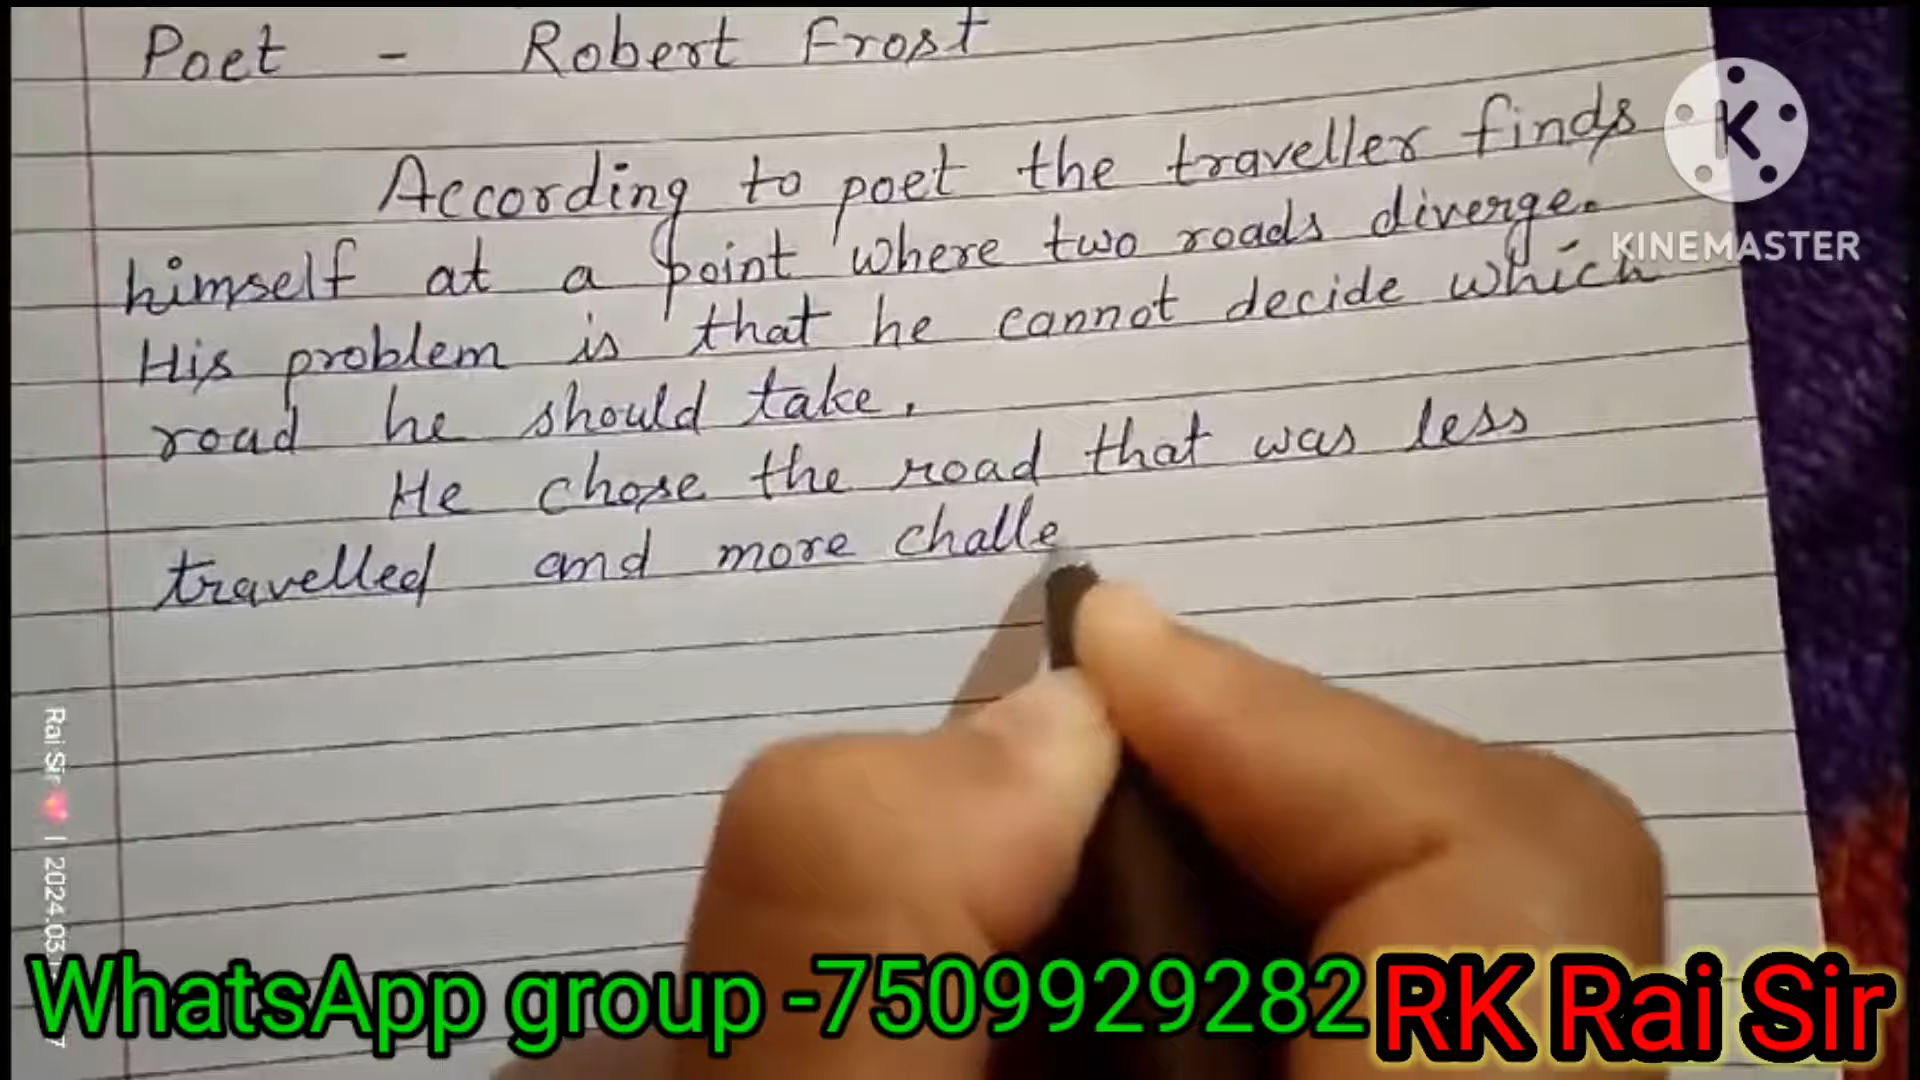 Poet - Robert Frost
According to poet the traveller finds
himself at a point where two roads diverge.
His problem is that he cannot decide which
road he should take.
He chose the road that was less
travelled and more challe
KINEMASTER
Rai Sir❤️ | 2024.03.
WhatsApp group -7509929282 RK Rai Sir